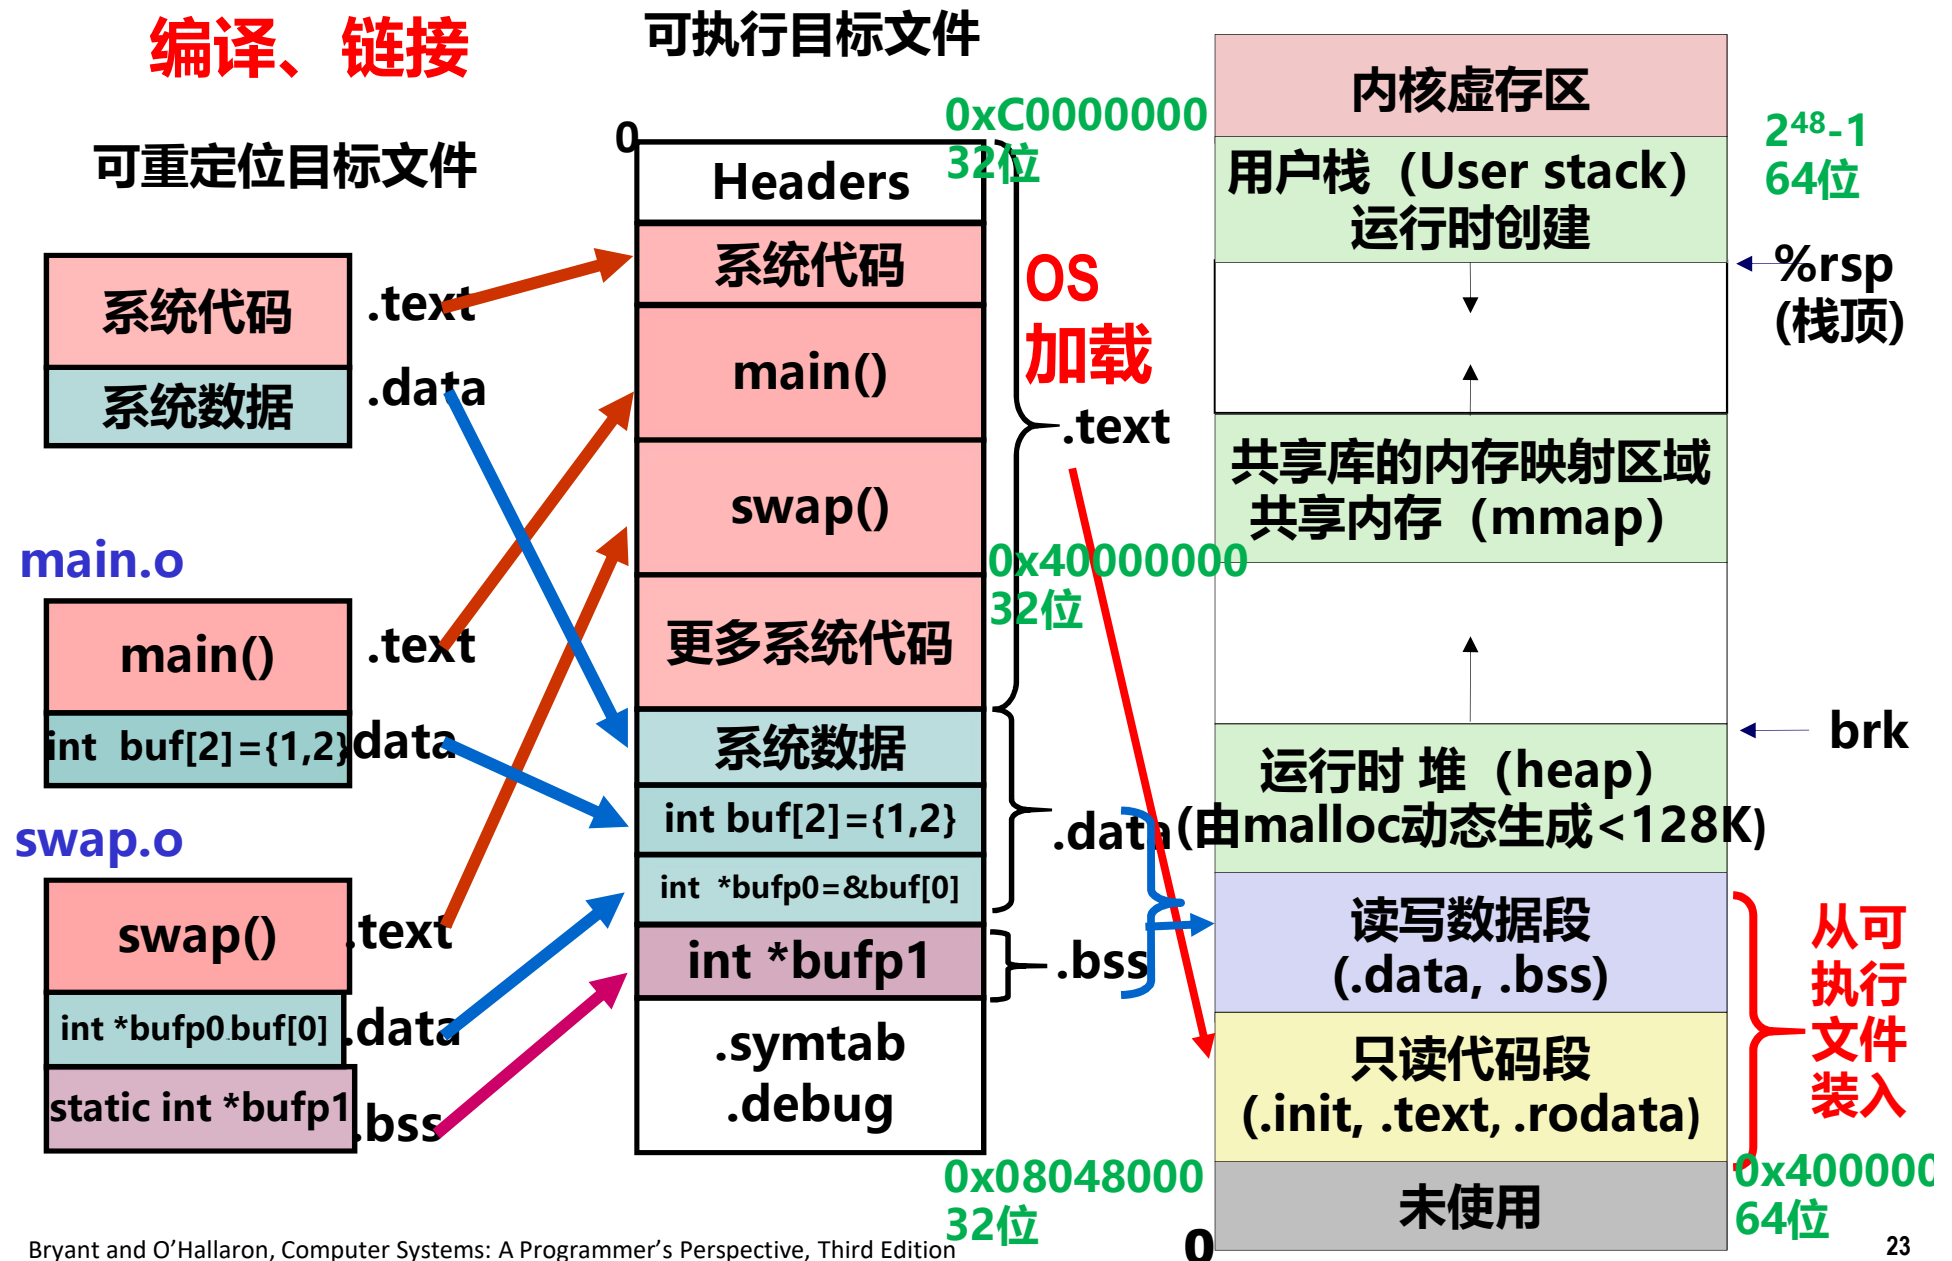 编译、链接
可重定位目标文件
系统代码
.text
系统数据
.data
main.o
main()
.text
int buf[2]={1,2}
.data
swap.o
swap()
.text
int *bufp0
buf[0]
.data
static int *bufp1
.bss
可执行目标文件
0
Headers
系统代码
main()
swap()
更多系统代码
系统数据
int buf[2]={1,2}
int *bufp0=&buf[0]
int *bufp1
.symtab
.debug
.text
.data
.bss
OS
加载
0xC0000000
32位
0x40000000
32位
0x08048000
32位
0
内核虚存区
用户栈（User stack）
运行时创建
共享库的内存映射区域
共享内存（mmap）
运行时 堆（heap）
(由malloc动态生成<128K)
读写数据段
(.data, .bss)
只读代码段
(.init, .text, .rodata)
未使用
2⁴⁸-1
64位
%rsp
(栈顶)
brk
从可
执行
文件
装入
0x400000
64位
Bryant and O'Hallaron, Computer Systems: A Programmer's Perspective, Third Edition
23